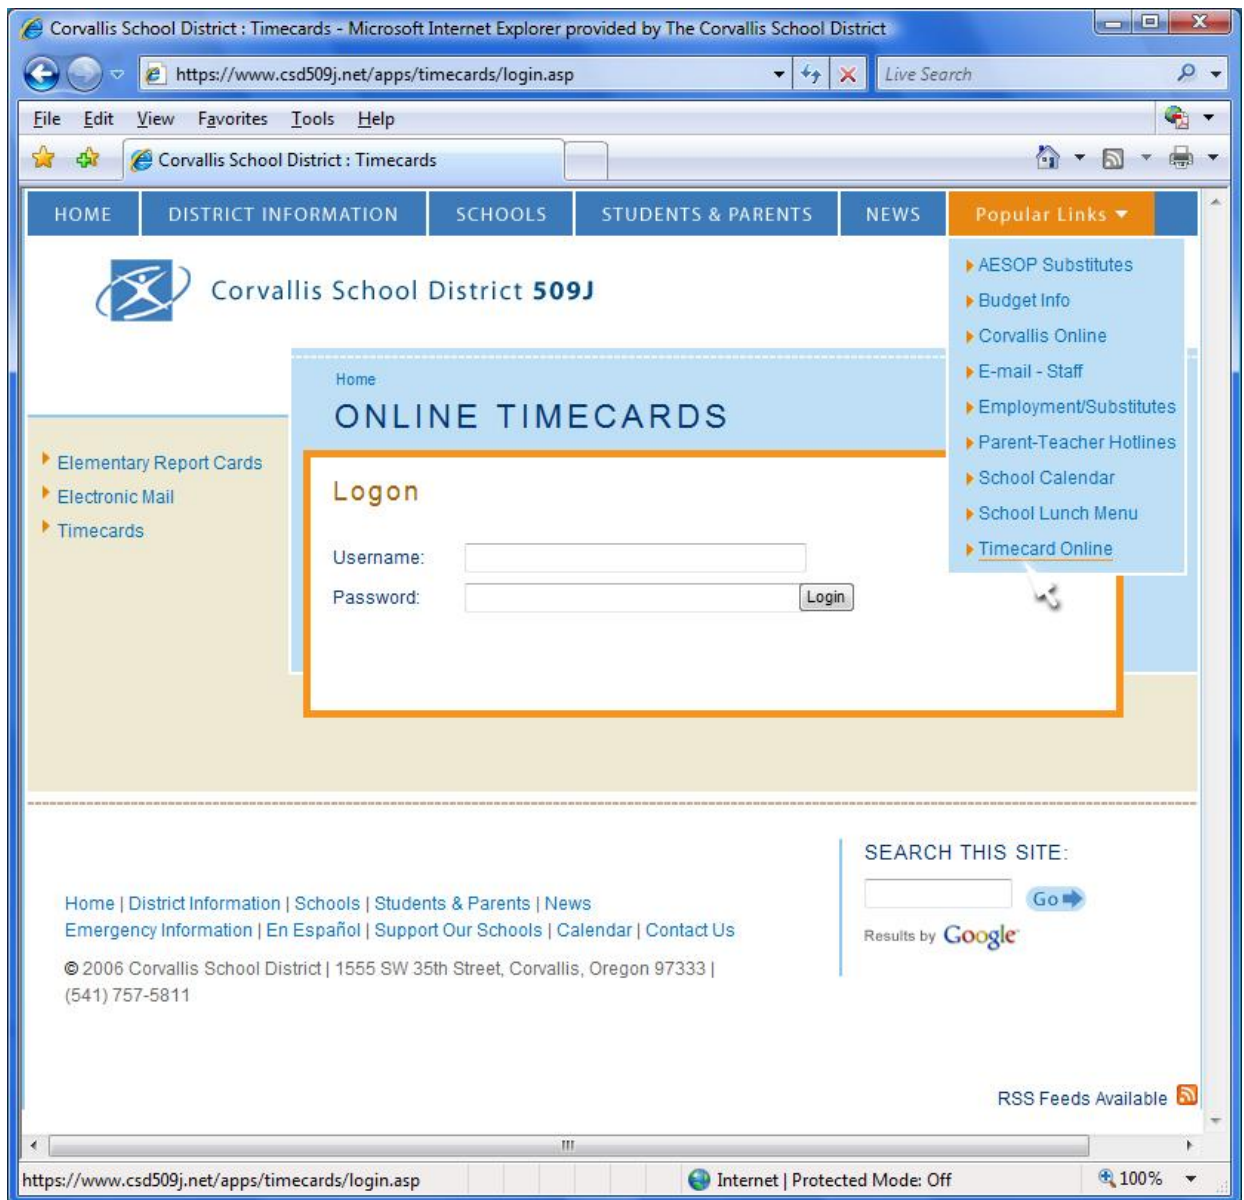 Corvallis School District : Timecards - Microsoft Internet Explorer provided by The Corvallis School District
https://www.csd509j.net/apps/timecards/login.asp
Live Search
File Edit View Favorites Tools Help
Corvallis School District : Timecards
HOME DISTRICT INFORMATION SCHOOLS STUDENTS & PARENTS NEWS Popular Links
Corvallis School District 509J
AESOP Substitutes
Budget Info
Corvallis Online
E-mail - Staff
Employment/Substitutes
Parent-Teacher Hotlines
School Calendar
School Lunch Menu
Timecard Online
Home
ONLINE TIMECARDS
Elementary Report Cards
Electronic Mail
Timecards
Logon
Username:
Password:
Login
SEARCH THIS SITE:
Go
Results by Google
Home | District Information | Schools | Students & Parents | News
Emergency Information | En Español | Support Our Schools | Calendar | Contact Us
© 2006 Corvallis School District | 1555 SW 35th Street, Corvallis, Oregon 97333 |
(541) 757-5811
RSS Feeds Available
https://www.csd509j.net/apps/timecards/login.asp
Internet | Protected Mode: Off
100%